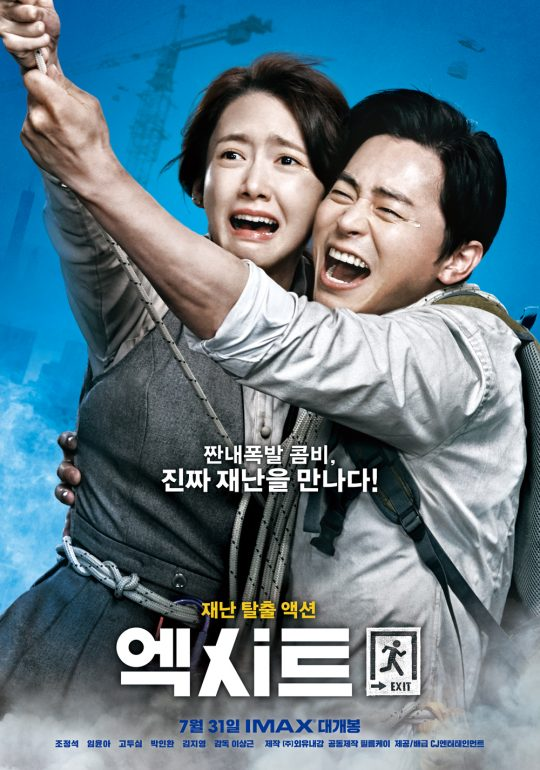 짠내폭발 콤비,
진짜 재난을 만나다!
재난 탈출 액션
엑시트
EXIT
7월 31일 IMAX® 대개봉
조정석 임윤아 고두심 박인환 김지영 감독 이상근 제작 (주)외유내강 공동제작 필름케이 제공/배급 CJ엔터테인먼트